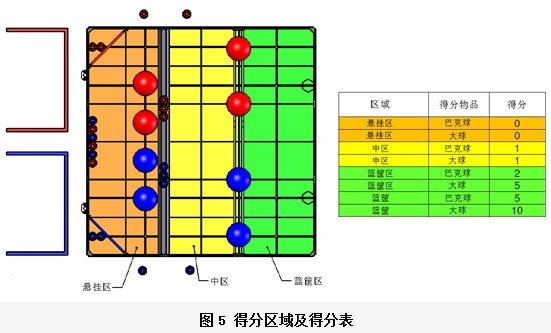 区域 得分物品 得分
悬挂区 巴克球 0
悬挂区 大球 0
中区 巴克球 1
中区 大球 1
篮筐区 巴克球 2
篮筐区 大球 5
篮筐 巴克球 5
篮筐 大球 10
悬挂区 中区 篮筐区
图 5 得分区域及得分表